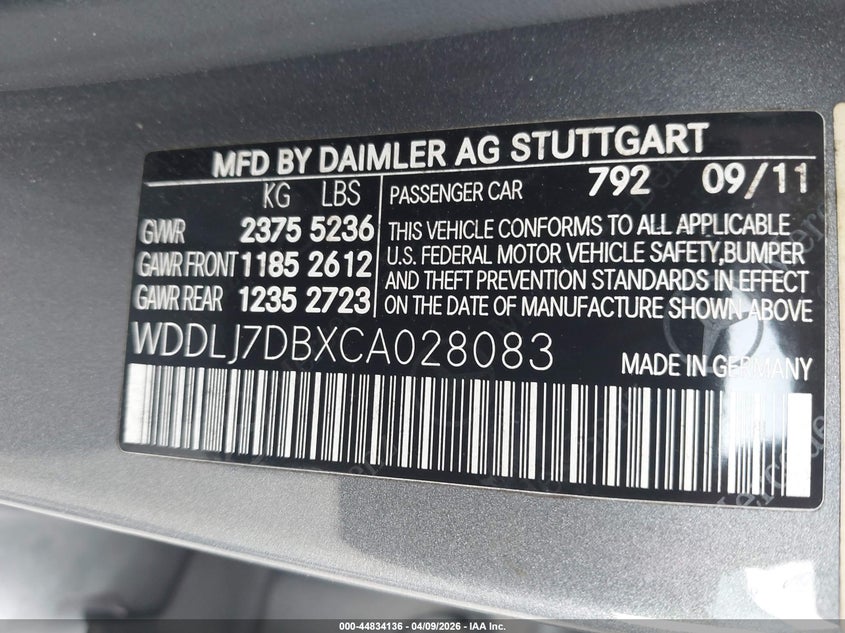 MFD BY DAIMLER AG STUTTGART
KG LBS
GVWR 2375 5236
GAWR FRONT 1185 2612
GAWR REAR 1235 2723
PASSENGER CAR 792 09/11
THIS VEHICLE CONFORMS TO ALL APPLICABLE
U.S. FEDERAL MOTOR VEHICLE SAFETY,BUMPER
AND THEFT PREVENTION STANDARDS IN EFFECT
ON THE DATE OF MANUFACTURE SHOWN ABOVE
WDDLJ7DBXCA028083
MADE IN GERMANY
000-44834136 - 04/09/2026 - IAA Inc.